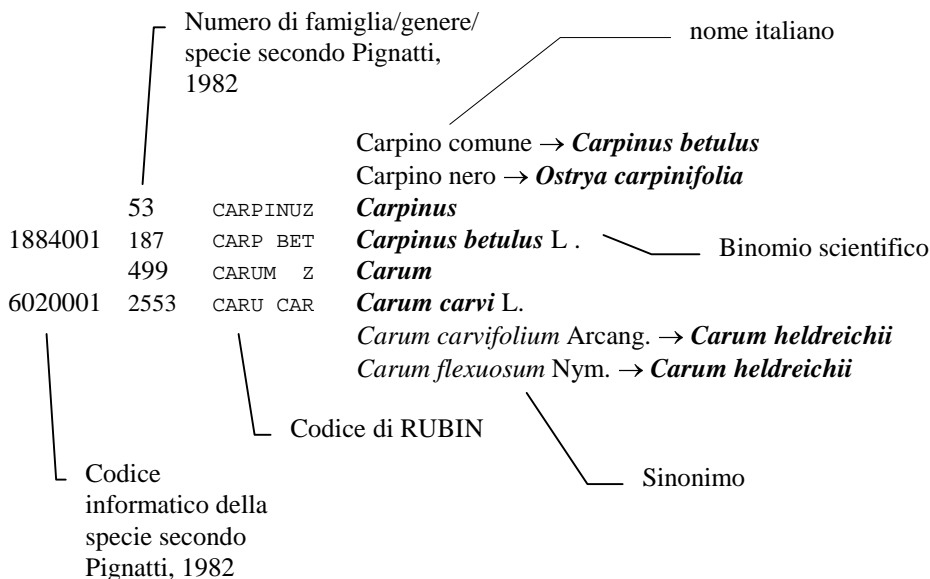 Numero di famiglia/genere/
specie secondo Pignatti,
1982
nome italiano
Carpino comune → Carpinus betulus
Carpino nero → Ostrya carpinifolia
53 CARPINUZ Carpinus
1884001 187 CARP BET Carpinus betulus L .
Binomio scientifico
499 CARUM Z Carum
6020001 2553 CARU CAR Carum carvi L.
Carum carvifolium Arcang. → Carum heldreichii
Carum flexuosum Nym. → Carum heldreichii
Codice di RUBIN
Sinonimo
Codice
informatico della
specie secondo
Pignatti, 1982